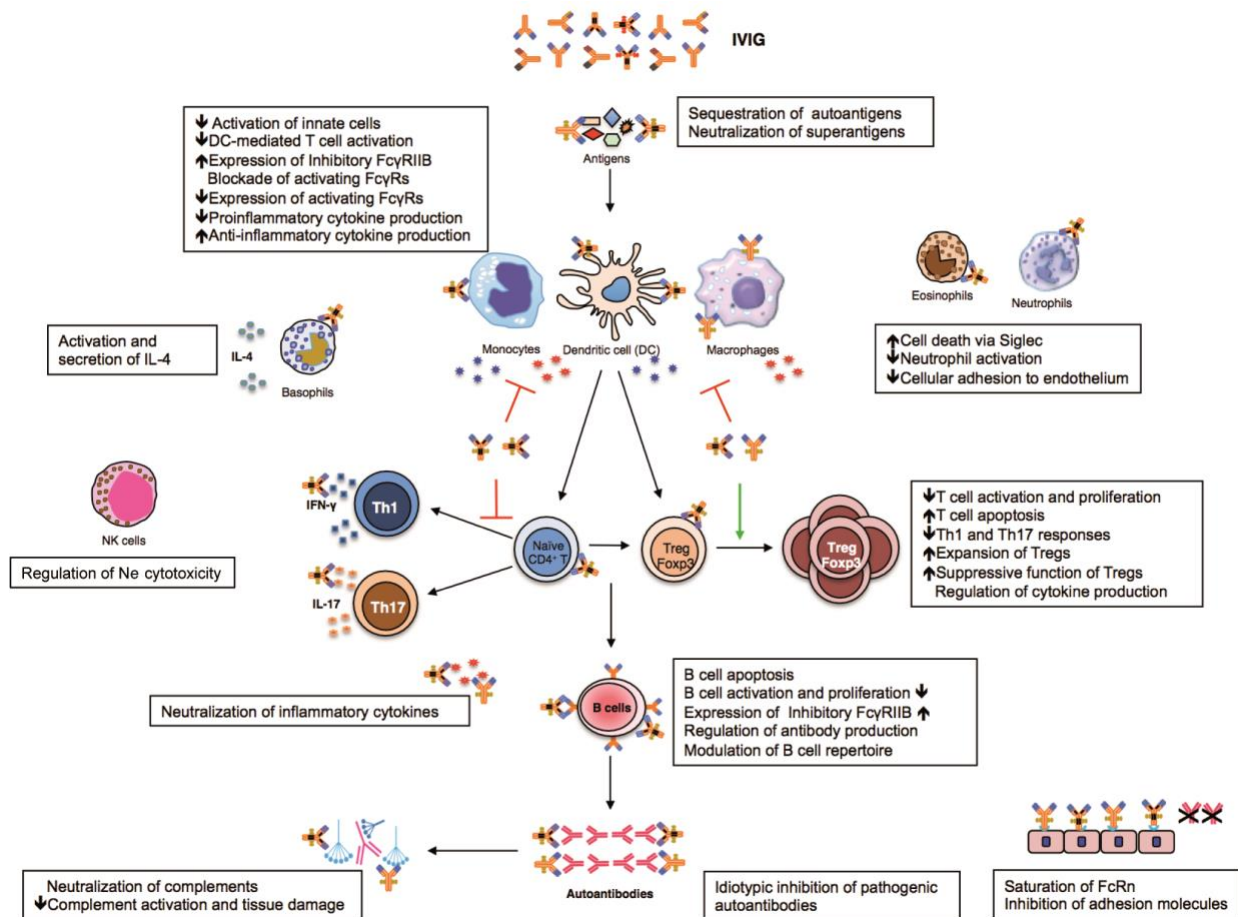 IVIG
Sequestration of autoantigens
Neutralization of superantigens
Antigens
↓ Activation of innate cells
↓DC-mediated T cell activation
↑Expression of Inhibitory FcγRIIB
Blockade of activating FcγRs
↓Expression of activating FcγRs
↓Proinflammatory cytokine production
↑Anti-inflammatory cytokine production
Monocytes
Dendritic cell (DC)
Macrophages
Eosinophils
Neutrophils
↑Cell death via Siglec
↓Neutrophil activation
↓Cellular adhesion to endothelium
Activation and
secretion of IL-4
IL-4
Basophils
NK cells
Regulation of Ne cytotoxicity
IFN-γ
Th1
IL-17
Th17
Naïve
CD4⁺ T
Treg
Foxp3
Treg
Foxp3
↓T cell activation and proliferation
↑T cell apoptosis
↓Th1 and Th17 responses
↑Expansion of Tregs
↑Suppressive function of Tregs
Regulation of cytokine production
Neutralization of inflammatory cytokines
B cells
B cell apoptosis
B cell activation and proliferation ↓
Expression of Inhibitory FcγRIIB ↑
Regulation of antibody production
Modulation of B cell repertoire
Neutralization of complements
↓Complement activation and tissue damage
Autoantibodies
Idiotypic inhibition of pathogenic
autoantibodies
Saturation of FcRn
Inhibition of adhesion molecules